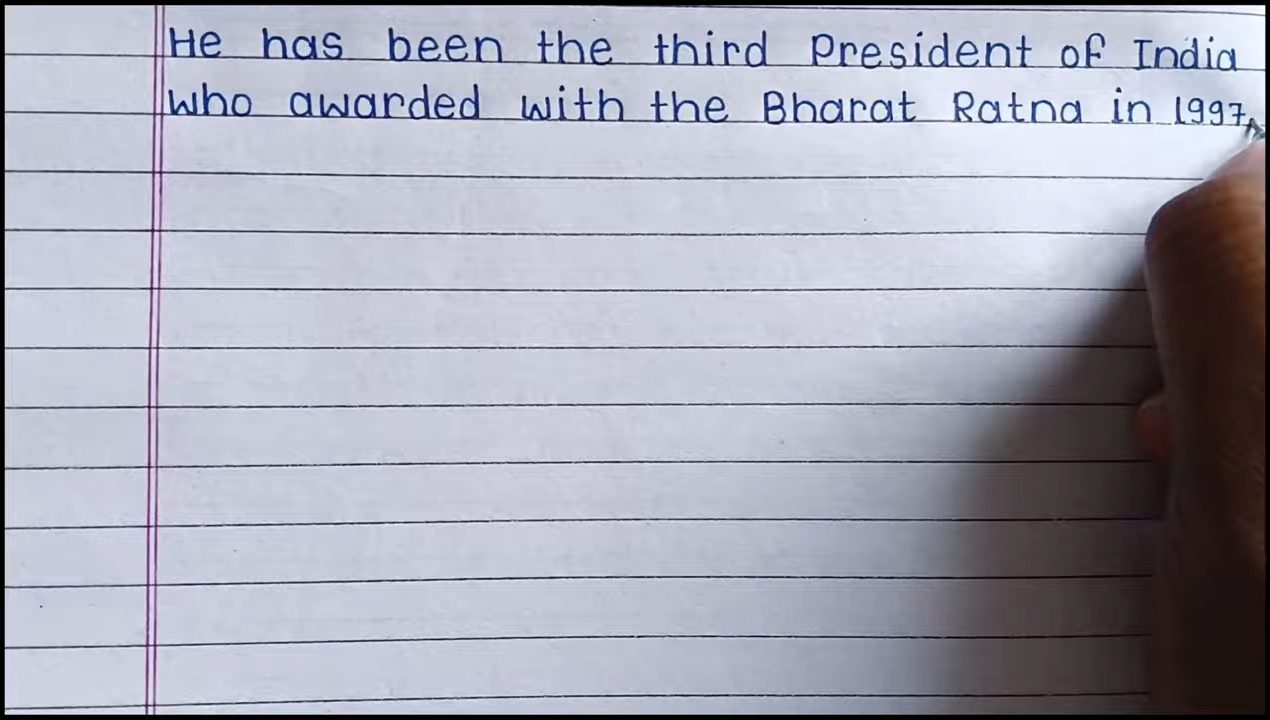 He has been the third President of India
who awarded with the Bharat Ratna in 1997,